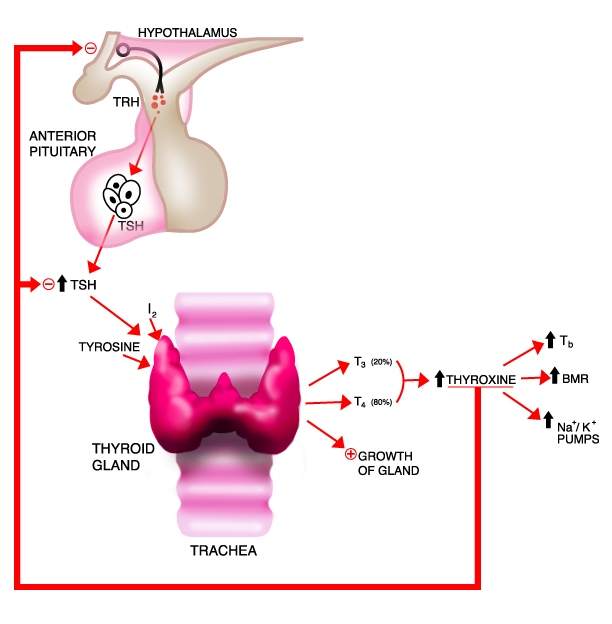 HYPOTHALAMUS
⊖
TRH
ANTERIOR
PITUITARY
TSH
⊖ ⬆ TSH
I₂
TYROSINE
THYROID
GLAND
TRACHEA
T₃ (20%)
T₄ (80%)
⊕ GROWTH
OF GLAND
⬆ THYROXINE
⬆ Tb
⬆ BMR
⬆ Na⁺/K⁺
PUMPS